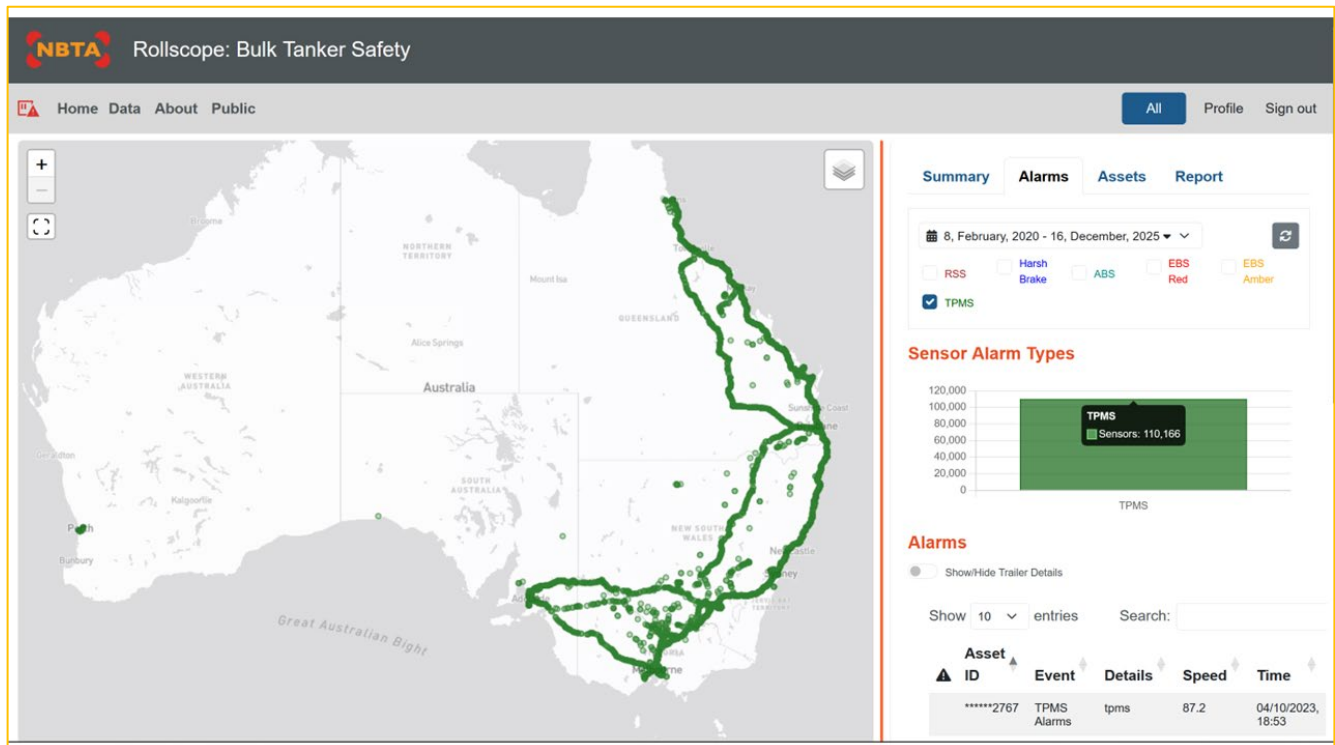 NBTA Rollscope: Bulk Tanker Safety
Home Data About Public
All Profile Sign out
+
−
Broome
NORTHERN
TERRITORY
Mount Isa
QUEENSLAND
Alice Springs
WESTERN
AUSTRALIA
Australia
Geraldton
SOUTH
AUSTRALIA
Kalgoorlie
Bunbury
NEW SOUTH
WALES
Great Australian Bight
Summary Alarms Assets Report
8, February, 2020 - 16, December, 2025
RSS
Harsh
Brake
ABS
EBS
Red
EBS
Amber
TPMS
Sensor Alarm Types
120,000
100,000
80,000
60,000
40,000
20,000
0
TPMS
Sensors: 110,166
TPMS
Alarms
Show/Hide Trailer Details
Show 10 entries Search:
Asset
ID Event Details Speed Time
******2767 TPMS
Alarms tpms 87.2 04/10/2023,
18:53